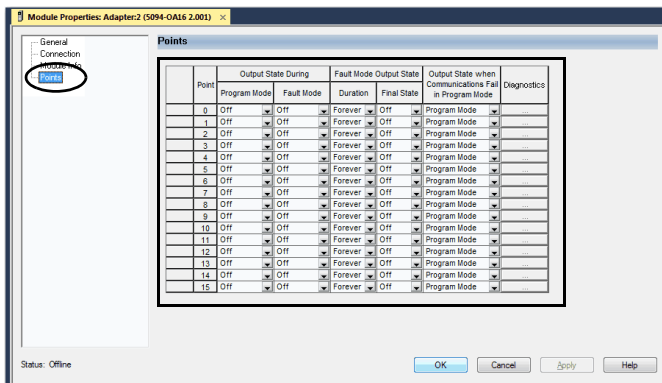 Module Properties: Adapter:2 (5094-OA16 2.001) ×
General
Connection
Module Info
Points
Points
Output State During Fault Mode Output State Output State when Communications Fail in Program Mode
Point Program Mode Fault Mode Duration Final State Diagnostics
0 Off Off Forever Off Program Mode ...
1 Off Off Forever Off Program Mode ...
2 Off Off Forever Off Program Mode ...
3 Off Off Forever Off Program Mode ...
4 Off Off Forever Off Program Mode ...
5 Off Off Forever Off Program Mode ...
6 Off Off Forever Off Program Mode ...
7 Off Off Forever Off Program Mode ...
8 Off Off Forever Off Program Mode ...
9 Off Off Forever Off Program Mode ...
10 Off Off Forever Off Program Mode ...
11 Off Off Forever Off Program Mode ...
12 Off Off Forever Off Program Mode ...
13 Off Off Forever Off Program Mode ...
14 Off Off Forever Off Program Mode ...
15 Off Off Forever Off Program Mode ...
Status: Offline OK Cancel Apply Help